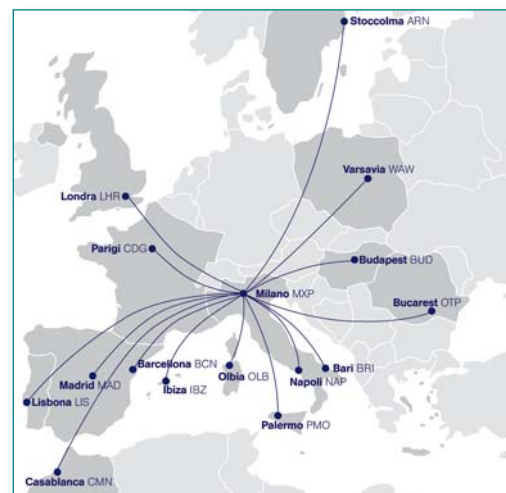 Stoccolma ARN
Varsavia WAW
Londra LHR
Parigi CDG
Budapest BUD
Milano MXP
Bucarest OTP
Barcellona BCN
Bari BRI
Madrid MAD
Olbia OLB
Napoli NAP
Ibiza IBZ
Lisbona LIS
Palermo PMO
Casablanca CMN